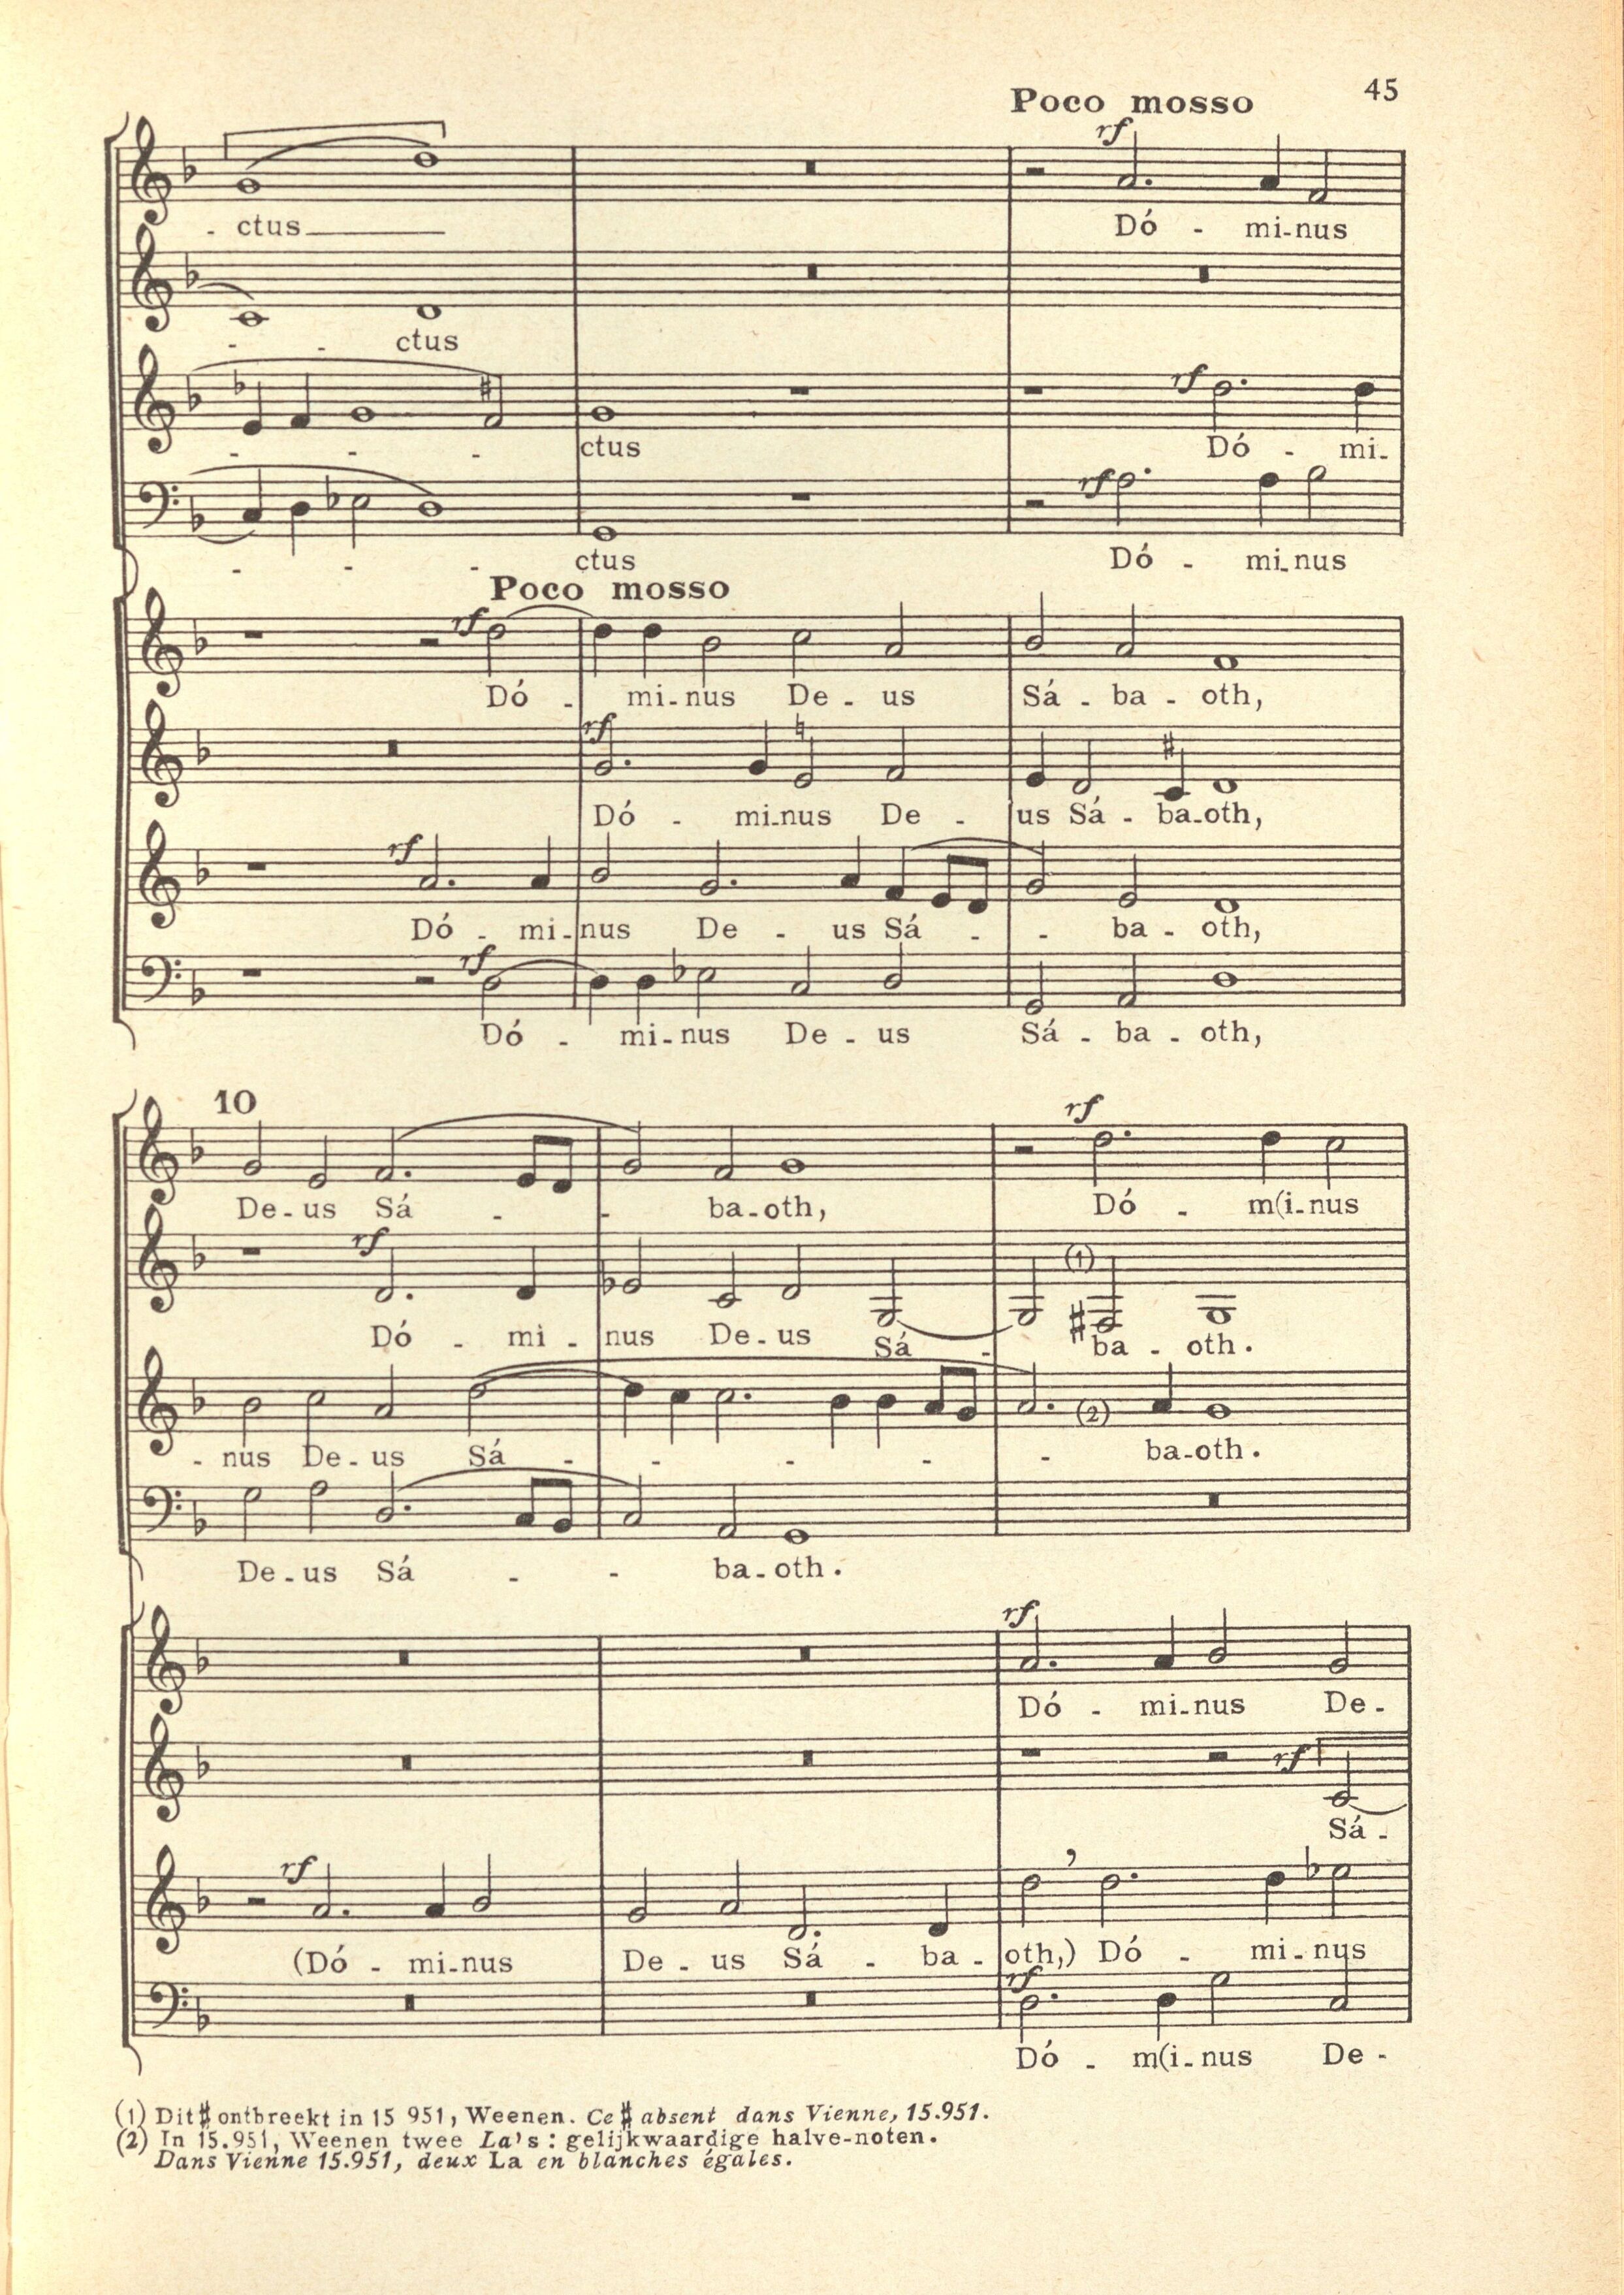 45
Poco mosso
rf
- ctus
Dó - mi-nus
- - ctus
rf
- - - ctus Dó - mi-
rf
- - - ctus Dó - mi-nus
Poco mosso
rf
Dó - mi-nus De - us Sá - ba - oth,
rf
Dó - mi-nus De - us Sá - ba-oth,
rf
Dó - mi-nus De - us Sá - - ba - oth,
rf
Dó - mi-nus De - us Sá - ba - oth,
10
rf
De-us Sá - - ba-oth, Dó - m(i-nus
rf
(1)
Dó - mi - nus De-us Sá - ba - oth.
(2)
- nus De-us Sá - - - - - ba-oth.
De-us Sá - - ba-oth.
rf
Dó - mi-nus De-
rf
Sá-
rf
(Dó - mi-nus De - us Sá - ba - oth,) Dó - mi-nus
rf
Dó - m(i-nus De-
(1) Dit ♯ ontbreekt in 15 951, Weenen. Ce ♯ absent dans Vienne, 15.951.
(2) In 15.951, Weenen twee La's : gelijkwaardige halve-noten.
Dans Vienne 15.951, deux La en blanches égales.